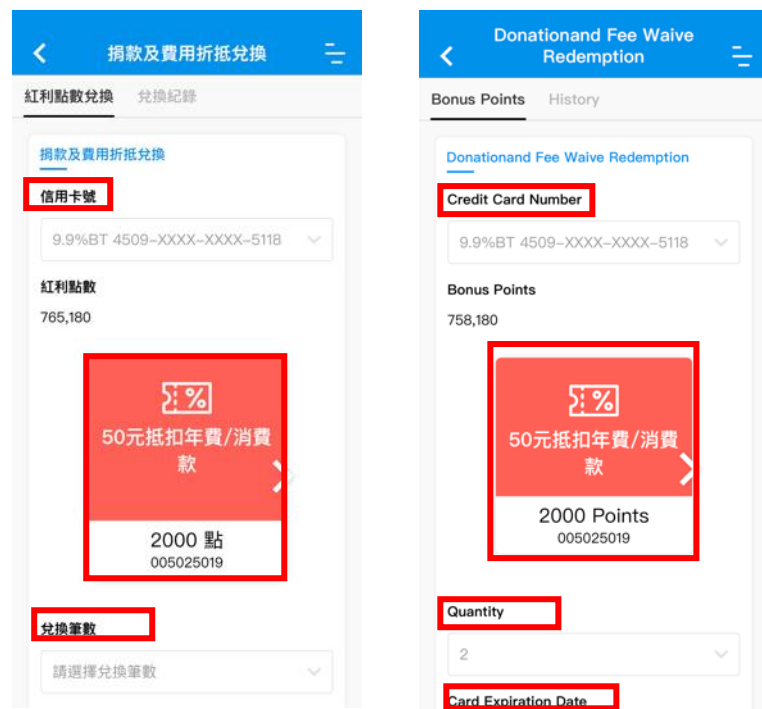 捐款及費用折抵兌換
紅利點數兌換 兌換紀錄
捐款及費用折抵兌換
信用卡號
9.9%BT 4509-XXXX-XXXX-5118
紅利點數
765,180
%
50元抵扣年費/消費
款
2000 點
005025019
兌換筆數
請選擇兌換筆數
Donationand Fee Waive
Redemption
Bonus Points History
Donationand Fee Waive Redemption
Credit Card Number
9.9%BT 4509-XXXX-XXXX-5118
Bonus Points
758,180
%
50元抵扣年費/消費
款
2000 Points
005025019
Quantity
2
Card Expiration Date